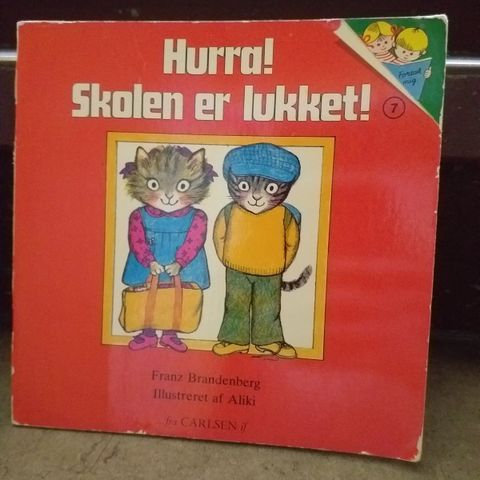 Hurra!
Skolen er lukket!
7
Fortæl
mig
Franz Brandenberg
Illustreret af Aliki
fra CARLSEN if